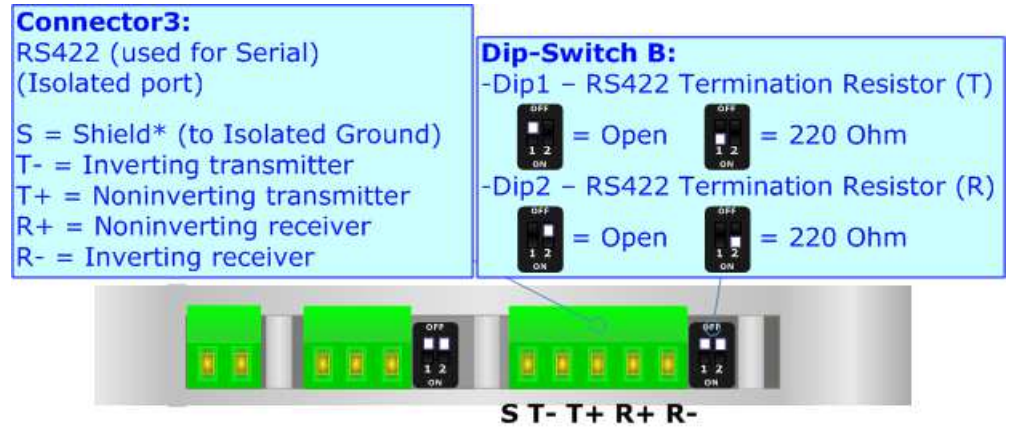 Connector3:
RS422 (used for Serial)
(Isolated port)
S = Shield* (to Isolated Ground)
T- = Inverting transmitter
T+ = Noninverting transmitter
R+ = Noninverting receiver
R- = Inverting receiver
Dip-Switch B:
-Dip1 – RS422 Termination Resistor (T)
OFF
1 2
ON
= Open
OFF
1 2
ON
= 220 Ohm
-Dip2 – RS422 Termination Resistor (R)
OFF
1 2
ON
= Open
OFF
1 2
ON
= 220 Ohm
OFF
1 2
ON
OFF
1 2
ON
S T- T+ R+ R-